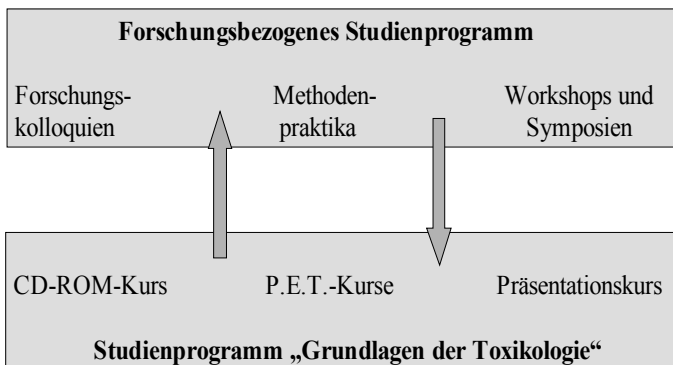 Forschungsbezogenes Studienprogramm
Forschungs-
kolloquien
Methoden-
praktika
Workshops und
Symposien
CD-ROM-Kurs P.E.T.-Kurse Präsentationskurs
Studienprogramm „Grundlagen der Toxikologie“